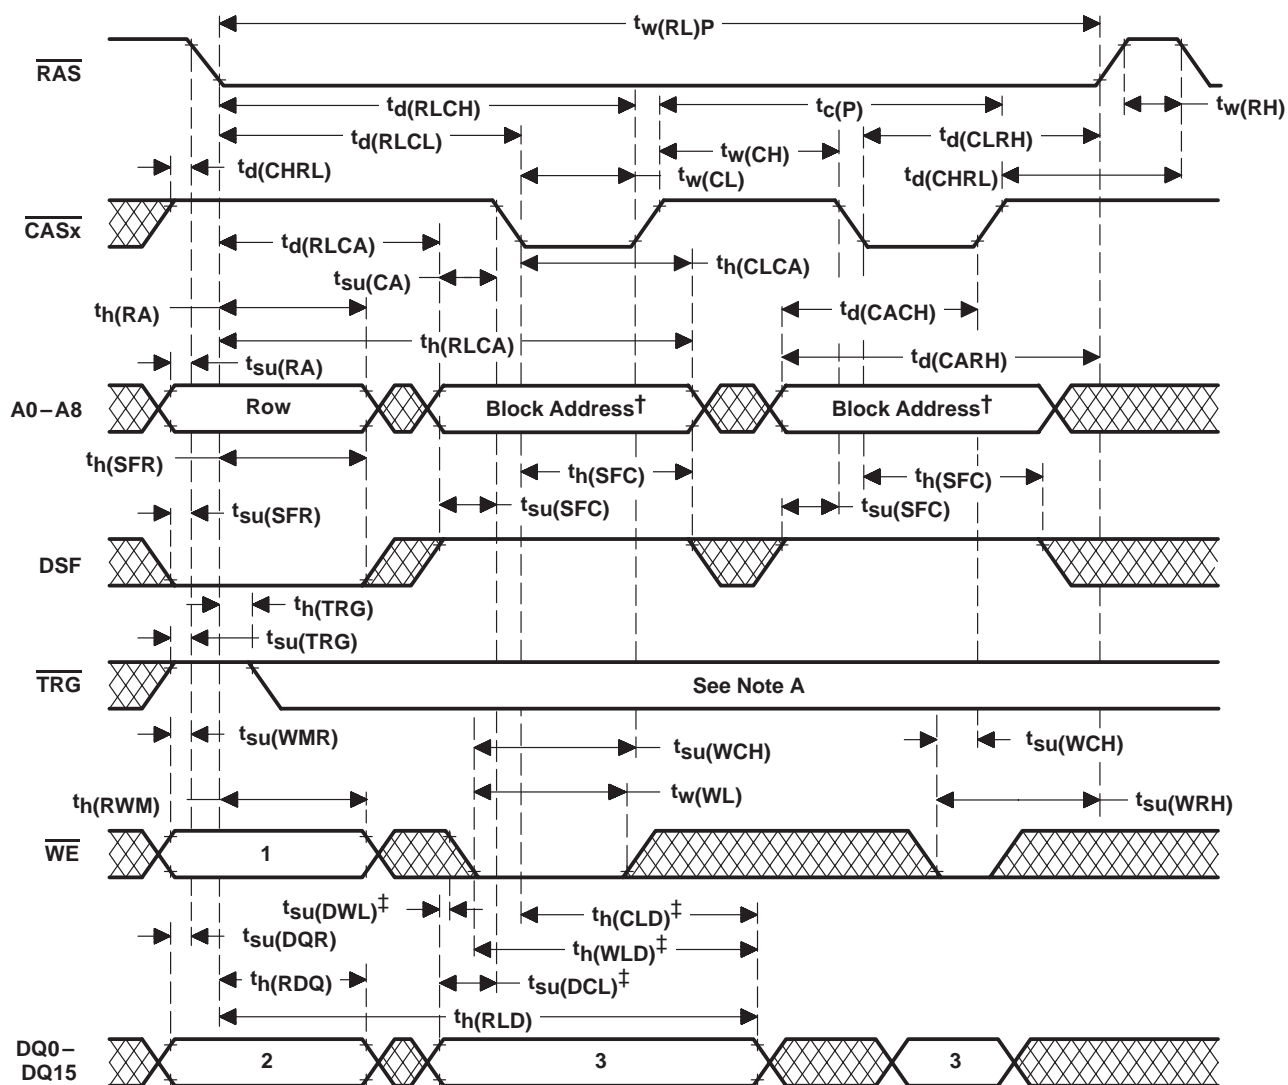 tw(RL)P
RAS
td(RLCH)
tc(P)
tw(RH)
td(RLCL)
td(CLRH)
tw(CH)
td(CHRL)
tw(CL)
td(CHRL)
CASx
td(RLCA)
th(CLCA)
tsu(CA)
th(RA)
td(CACH)
th(RLCA)
tsu(RA)
td(CARH)
A0–A8
Row
Block Address†
Block Address†
th(SFR)
th(SFC)
th(SFC)
tsu(SFR)
tsu(SFC)
tsu(SFC)
DSF
th(TRG)
tsu(TRG)
TRG
See Note A
tsu(WMR)
tsu(WCH)
tsu(WCH)
th(RWM)
tw(WL)
tsu(WRH)
WE
1
tsu(DWL)‡
th(CLD)‡
tsu(DQR)
th(WLD)‡
th(RDQ)
tsu(DCL)‡
th(RLD)
DQ0–
DQ15
2
3
3